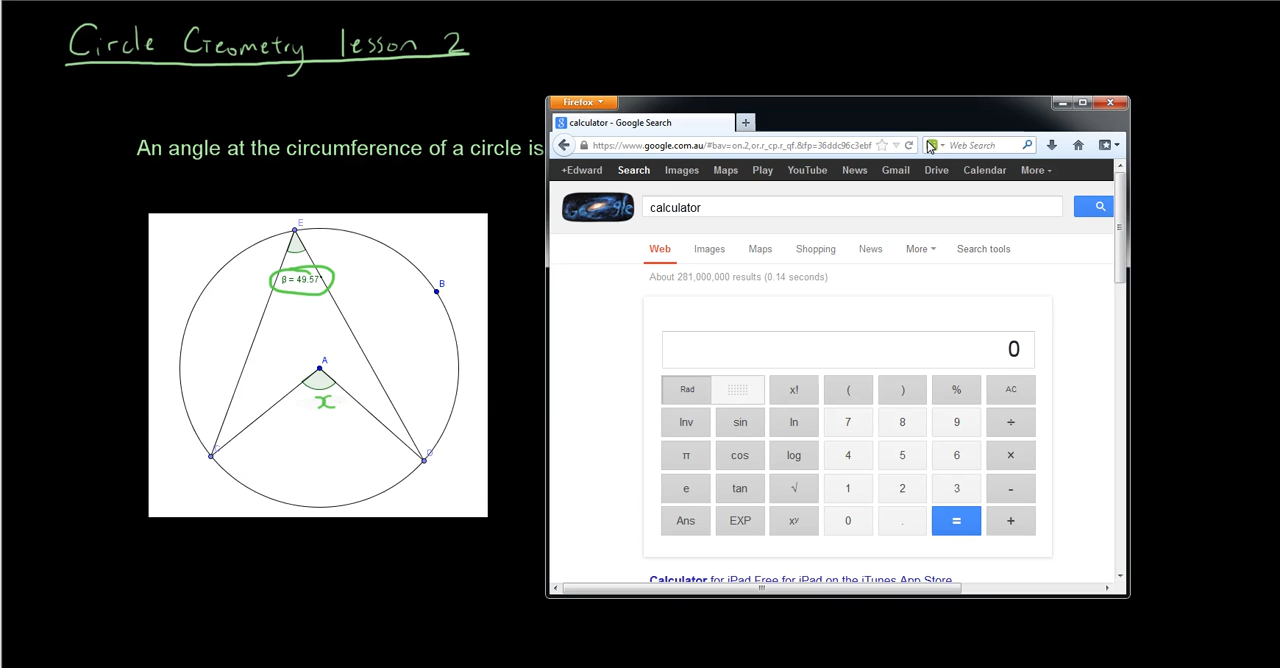 Circle Geometry lesson 2
Firefox
calculator - Google Search
An angle at the circumference of a circle is
https://www.google.com.au/#bav=on.2,or.r_cp.r_qf.&fp=36ddc96c3ebf
Web Search
+Edward Search Images Maps Play YouTube News Gmail Drive Calendar More
Google calculator
Web Images Maps Shopping News More Search tools
About 281,000,000 results (0.14 seconds)
E
β = 49.57°
B
A
x
C
D
0
Rad x! ( ) % AC
Inv sin ln 7 8 9 ÷
π cos log 4 5 6 ×
e tan √ 1 2 3 -
Ans EXP xʸ 0 . = +
Calculator for iPad Free for iPad on the iTunes App Store